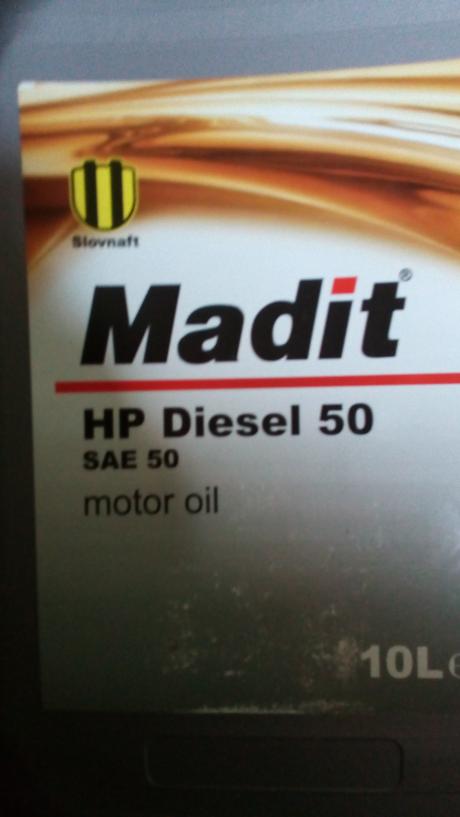 Slovnaft
Madit®
HP Diesel 50
SAE 50
motor oil
10L e